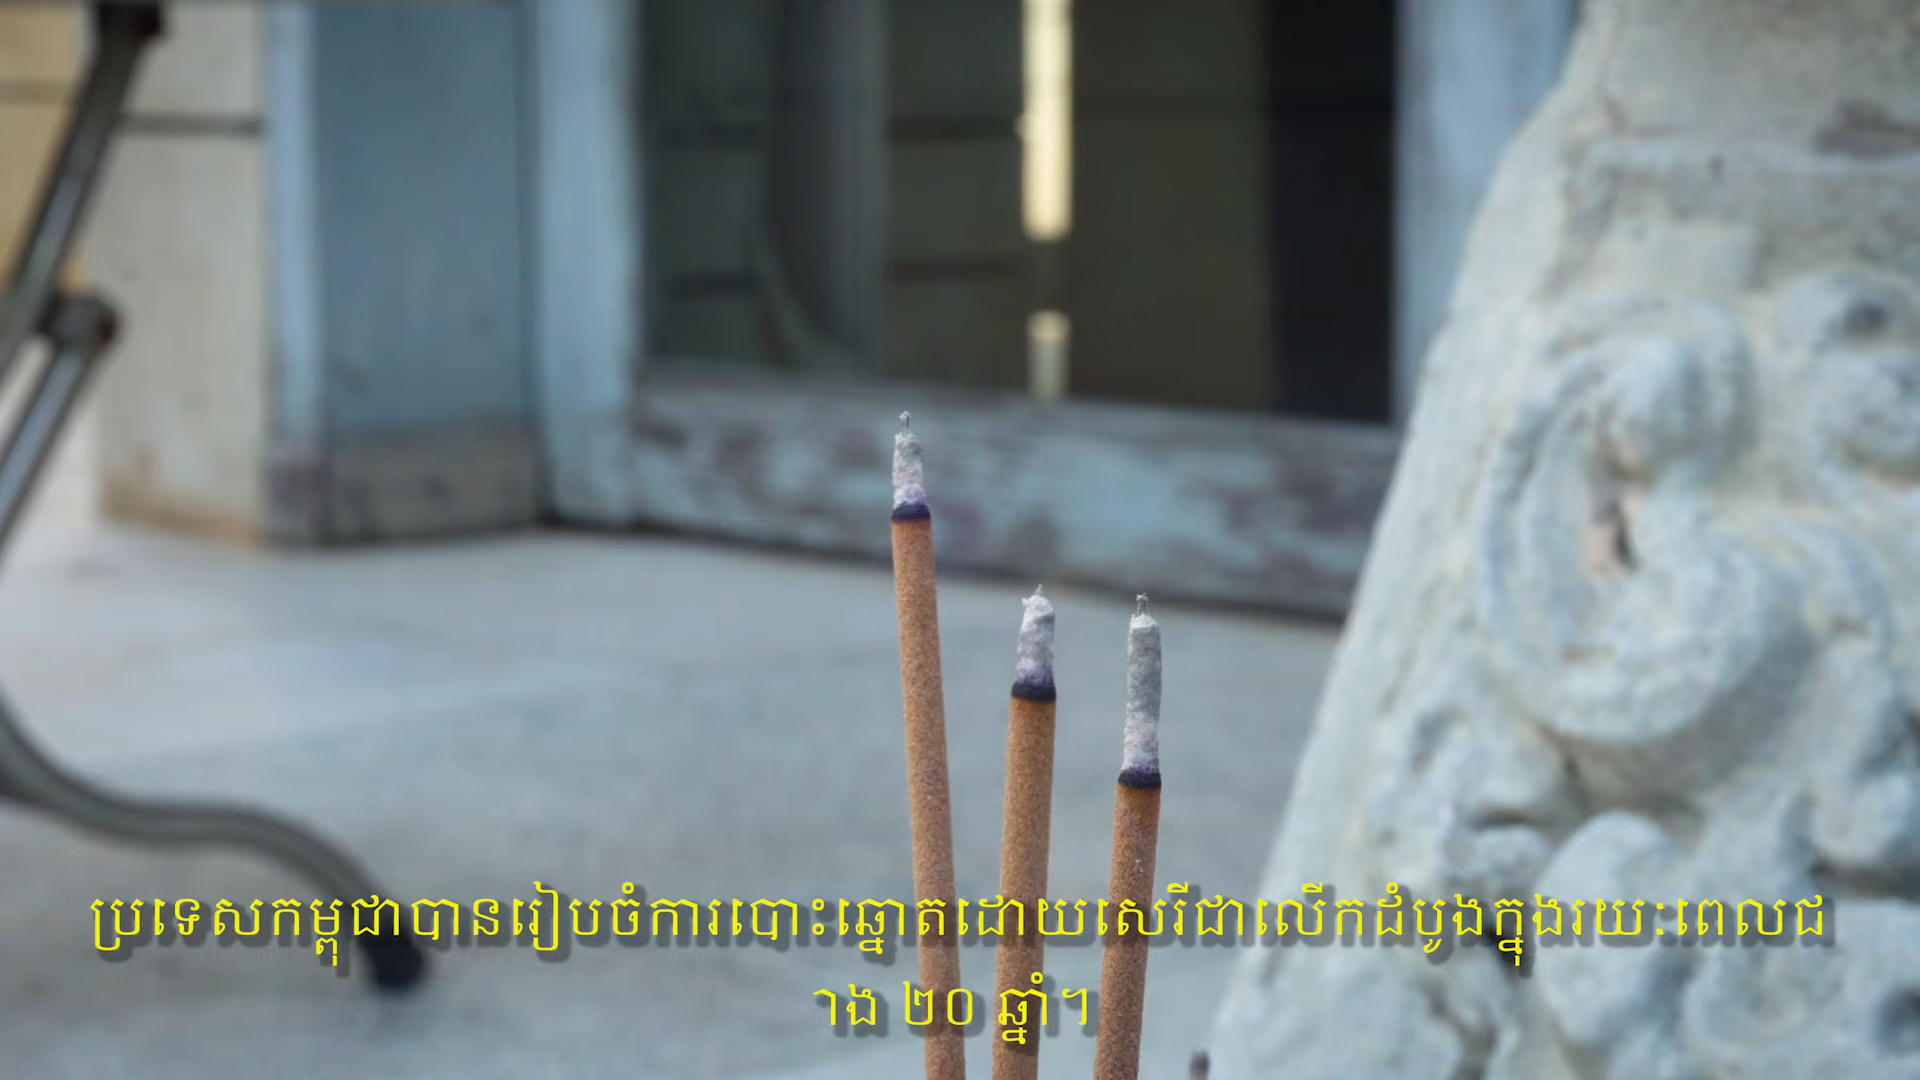 ប្រទេសកម្ពុជាបានរៀបចំការបោះឆ្នោតដោយសេរីជាលើកដំបូងក្នុងរយៈពេលជ
ាង ២០ ឆ្នាំ។